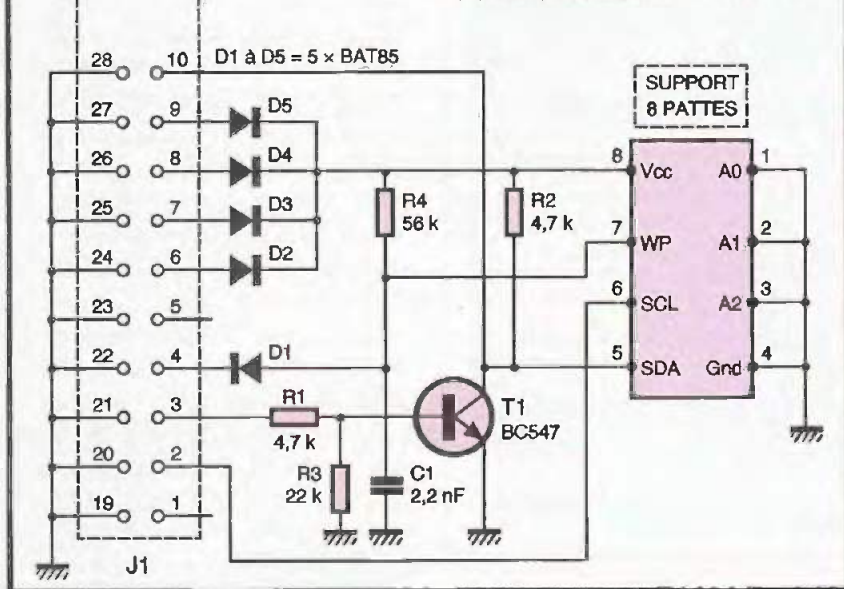 28 10 D1 à D5 = 5 × BAT85
27 9 D5
26 8 D4
25 7 D3
24 6 D2
23 5
22 4 D1
21 3
20 2
19 1
J1
R1
4,7 k
R3
22 k
R4
56 k
C1
2,2 nF
R2
4,7 k
T1
BC547
SUPPORT
8 PATTES
8 Vcc A0 1
7 WP A1 2
6 SCL A2 3
5 SDA Gnd 4